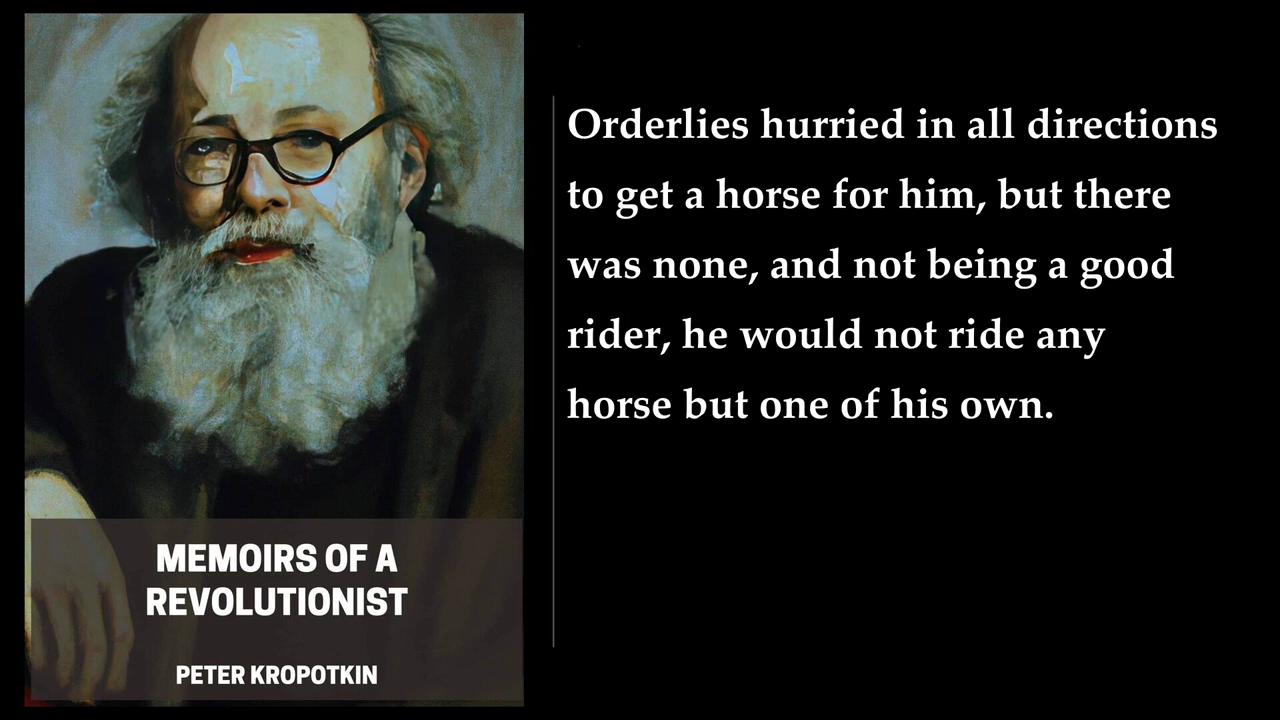 MEMOIRS OF A
REVOLUTIONIST
PETER KROPOTKIN
Orderlies hurried in all directions
to get a horse for him, but there
was none, and not being a good
rider, he would not ride any
horse but one of his own.